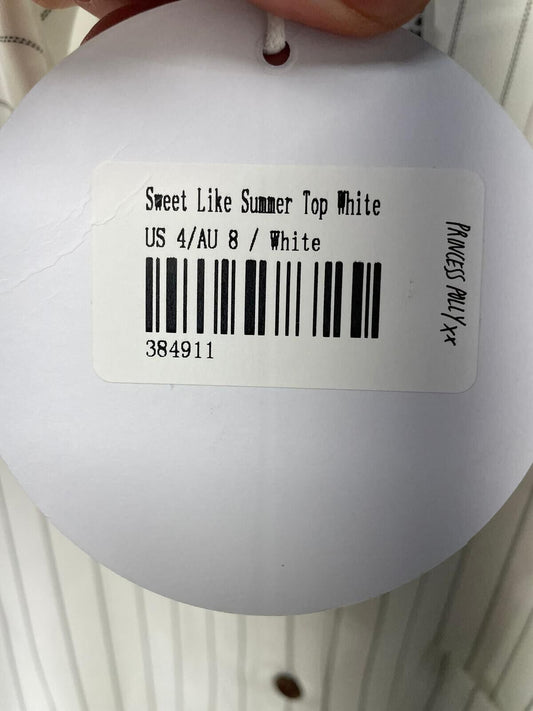 Sweet Like Summer Top White
US 4/AU 8 / White
384911
PRINCESS POLLY xx